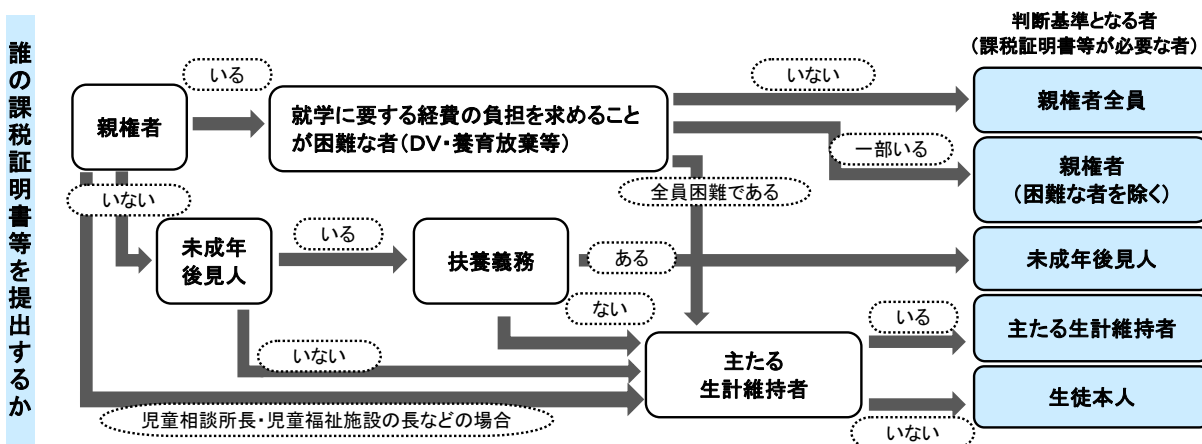 誰の課税証明書等を提出するか
判断基準となる者
（課税証明書等が必要な者）
親権者
いる
就学に要する経費の負担を求めること
が困難な者（DV・養育放棄等）
いない
親権者全員
一部いる
親権者
（困難な者を除く）
全員困難である
いない
未成年
後見人
いる
扶養義務
ある
未成年後見人
ない
いない
主たる
生計維持者
いる
主たる生計維持者
児童相談所長・児童福祉施設の長などの場合
いない
生徒本人